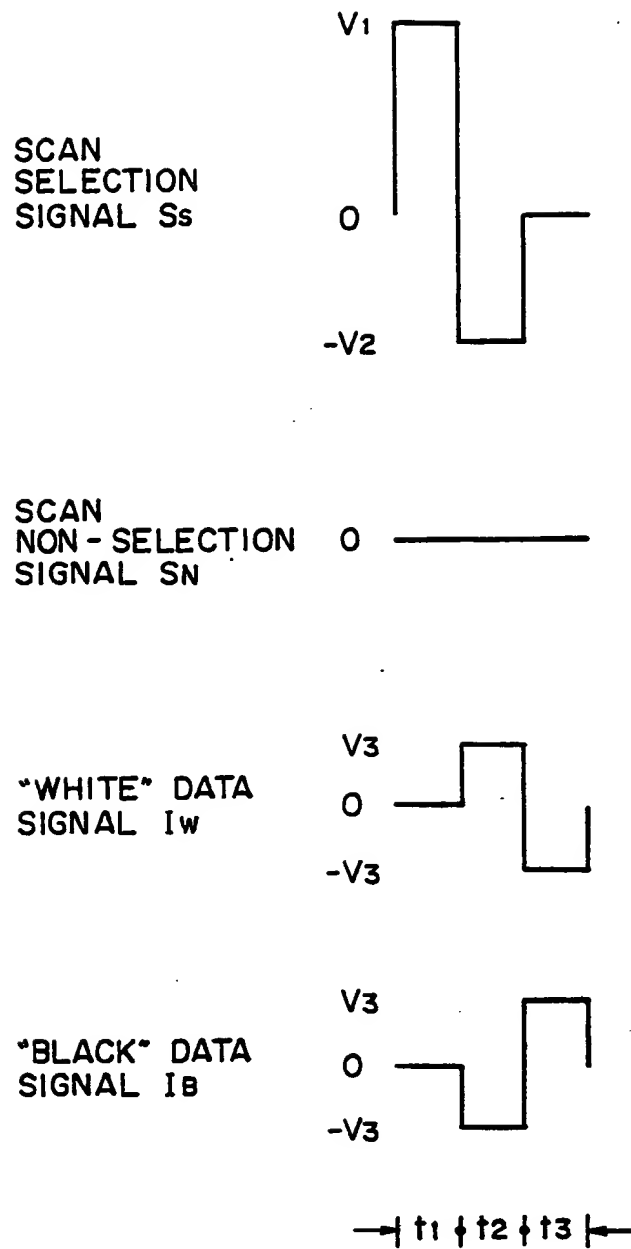 V1
SCAN
SELECTION
SIGNAL Ss
0
-V2
SCAN
NON-SELECTION 0
SIGNAL SN
V3
"WHITE" DATA
0
SIGNAL IW
-V3
V3
"BLACK" DATA
0
SIGNAL IB
-V3
t1 t2 t3